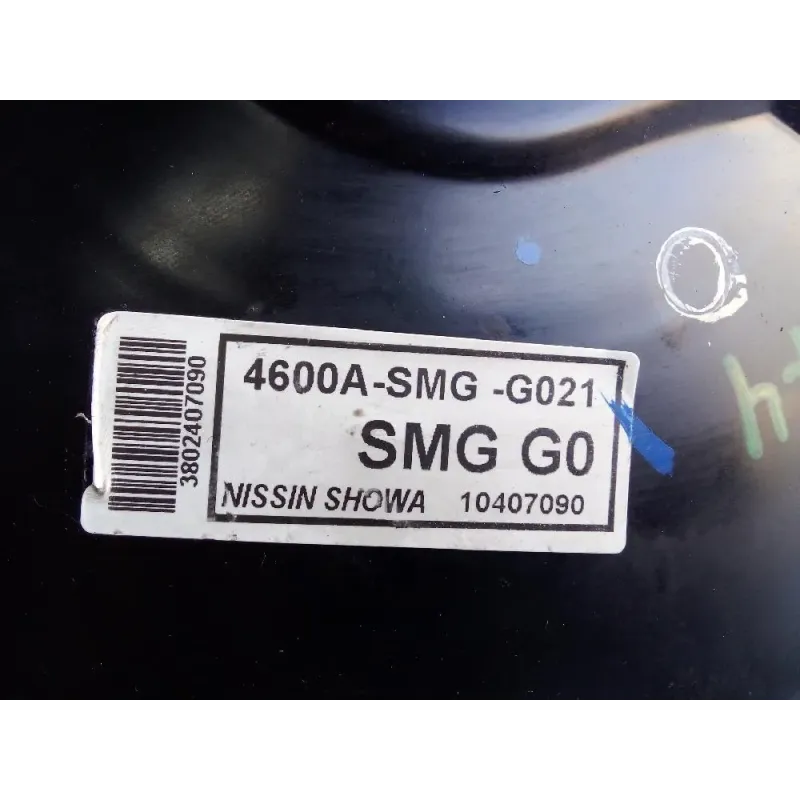 3802407090
4600A-SMG -G021
SMG G0
NISSIN SHOWA 10407090